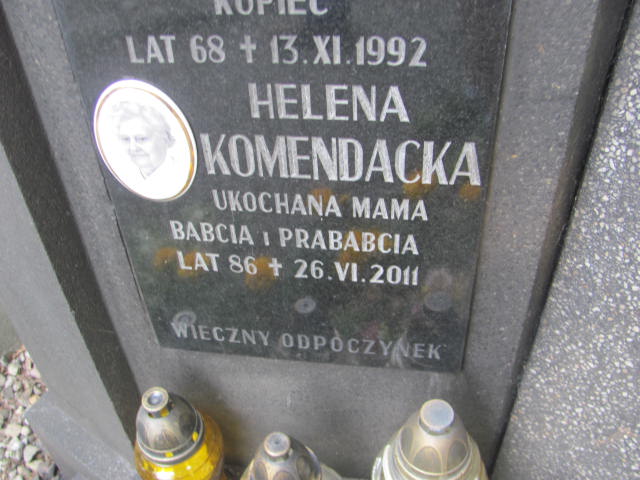 KOPIEC
LAT 68 † 13.XI.1992
HELENA
KOMENDACKA
UKOCHANA MAMA
BABCIA I PRABABCIA
LAT 86 † 26.VI.2011
WIECZNY ODPOCZYNEK